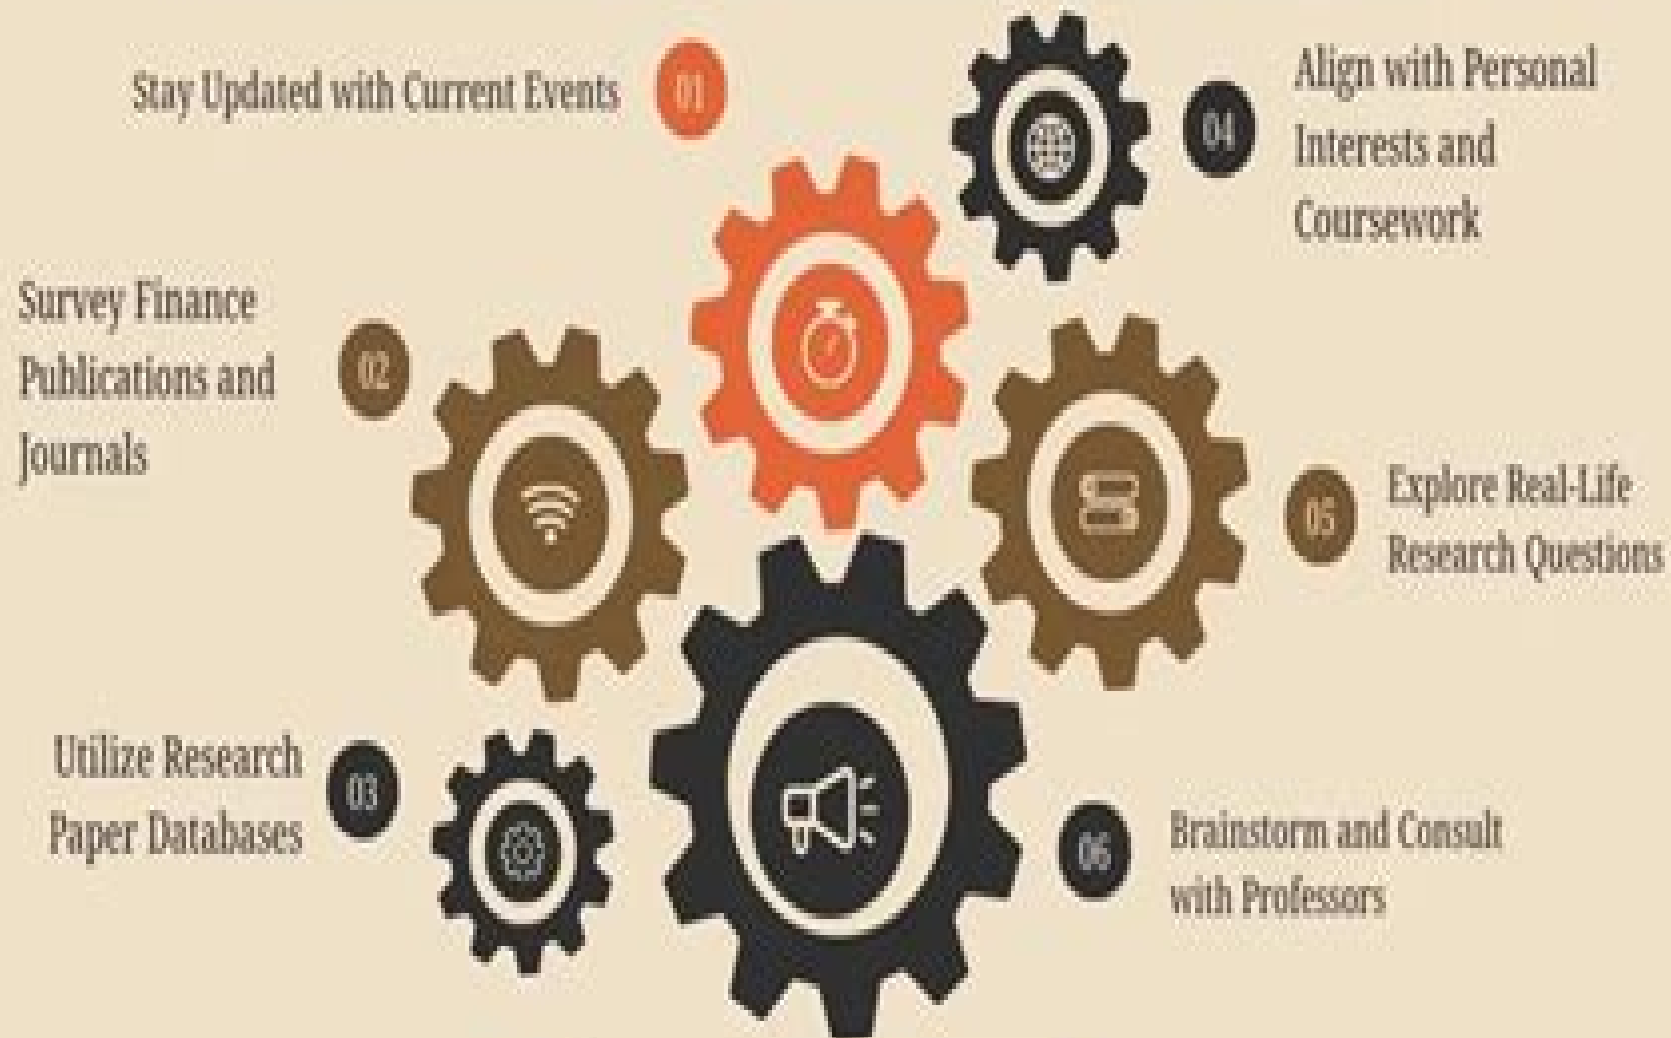 Stay Updated with Current Events
01
Survey Finance
Publications and
Journals
02
Utilize Research
Paper Databases
03
04
Align with Personal
Interests and
Coursework
05
Explore Real-Life
Research Questions
06
Brainstorm and Consult
with Professors